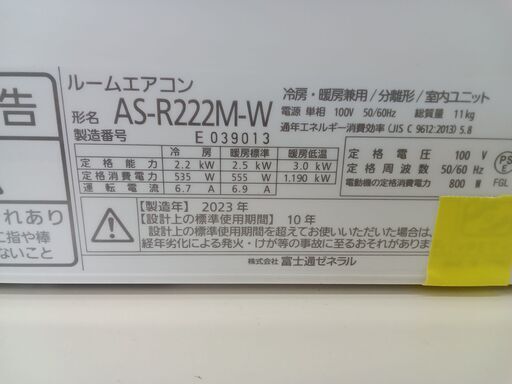 ルームエアコン
形名 AS-R222M-W
製造番号 E 039013
冷房・暖房兼用/分離形/室内ユニット
電源 単相 100V 50/60Hz 総質量 11kg
通年エネルギー消費効率 (JIS C 9612:2013) 5.8
冷房 暖房標準 暖房低温
定格能力 2.2 kW 2.5 kW 3.0 kW
定格消費電力 535 W 555 W 1.190 kW
運転電流 6.7 A 6.9 A
定格電圧 100 V
定格周波数 50/60 Hz
電動機の定格消費電力 800 W
PS
E
FGL
告
れあり
に指や棒
ないこと
【製造年】 2023年
【設計上の標準使用期間】 10年
設計上の標準使用期間を超えてお使いいただいた場合は、
経年劣化による発火・けが等の事故に至るおそれがありま
株式会社 富士通ゼネラル